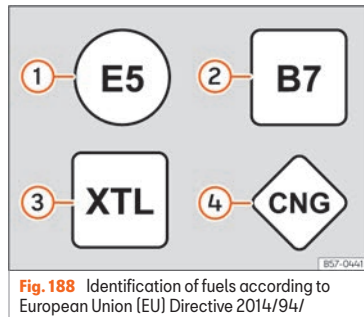 1 E5
2 B7
3 XTL
4 CNG
B57-0441
Fig. 188 Identification of fuels according to
European Union (EU) Directive 2014/94/